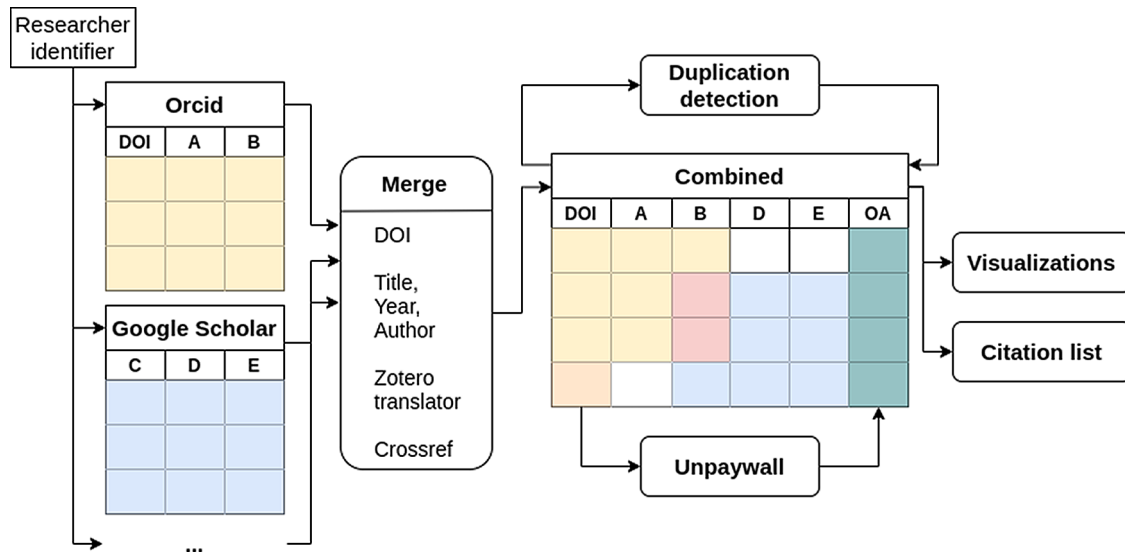 Researcher
identifier
Orcid
DOI A B
Google Scholar
C D E
...
Merge
DOI
Title,
Year,
Author
Zotero
translator
Crossref
Duplication
detection
Combined
DOI A B D E OA
Unpaywall
Visualizations
Citation list